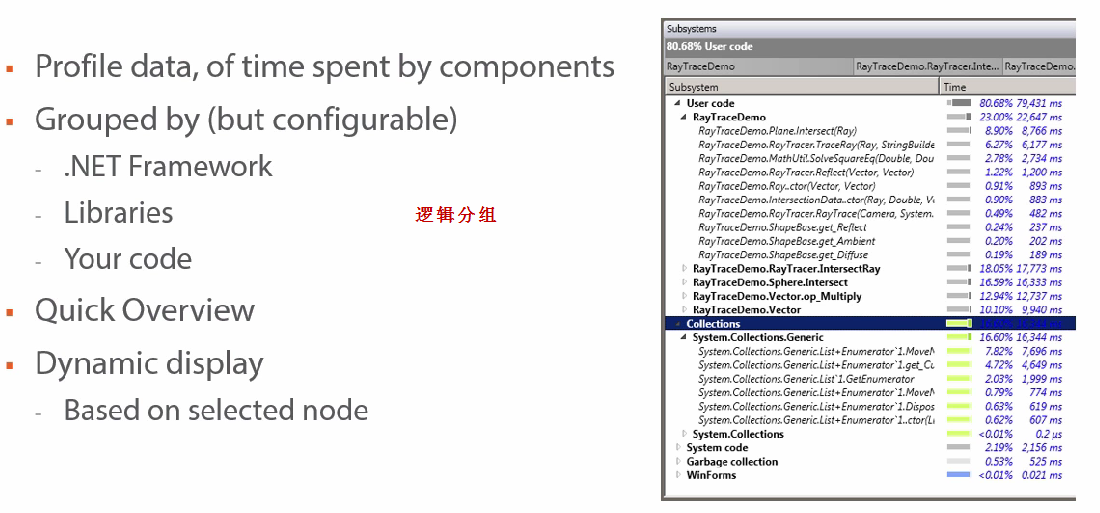 Profile data, of time spent by components
Grouped by (but configurable)
- .NET Framework
- Libraries
- Your code
Quick Overview
Dynamic display
- Based on selected node
逻辑分组
Subsystems
80.68% User code
RayTraceDemo RayTraceDemo.RayTracer.Inte... RayTraceDemo.
Subsystem Time
User code 80.68% 79,431 ms
RayTraceDemo 23.00% 22,647 ms
RayTraceDemo.Plane.Intersect(Ray) 8.90% 8,766 ms
RayTraceDemo.RayTracer.TraceRay(Ray, StringBuilde 6.27% 6,177 ms
RayTraceDemo.MathUtil.SolveSquareEq(Double, Dou 2.78% 2,734 ms
RayTraceDemo.RayTracer.Reflect(Vector, Vector) 1.22% 1,200 ms
RayTraceDemo.Ray..ctor(Vector, Vector) 0.91% 893 ms
RayTraceDemo.IntersectionData..ctor(Ray, Double, Ve 0.90% 883 ms
RayTraceDemo.RayTracer.RayTrace(Camera, System. 0.49% 482 ms
RayTraceDemo.ShapeBase.get_Reflect 0.24% 237 ms
RayTraceDemo.ShapeBase.get_Ambient 0.20% 202 ms
RayTraceDemo.ShapeBase.get_Diffuse 0.19% 189 ms
RayTraceDemo.RayTracer.IntersectRay 18.05% 17,773 ms
RayTraceDemo.Sphere.Intersect 16.59% 16,333 ms
RayTraceDemo.Vector.op_Multiply 12.94% 12,737 ms
RayTraceDemo.Vector 10.10% 9,940 ms
Collections 16.60% 16,344 ms
System.Collections.Generic 16.60% 16,344 ms
System.Collections.Generic.List+Enumerator`1.MoveN 7.82% 7,696 ms
System.Collections.Generic.List+Enumerator`1.get_Cu 4.72% 4,649 ms
System.Collections.Generic.List`1.GetEnumerator 2.03% 1,999 ms
System.Collections.Generic.List+Enumerator`1.MoveN 0.79% 774 ms
System.Collections.Generic.List+Enumerator`1.Dispos 0.63% 619 ms
System.Collections.Generic.List+Enumerator`1..ctor(Li 0.62% 607 ms
System.Collections <0.01% 0.2 µs
System code 2.19% 2,156 ms
Garbage collection 0.53% 525 ms
WinForms <0.01% 0.021 ms